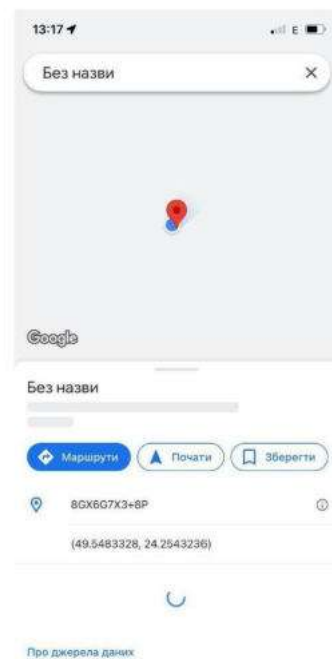 13:17
E
Без назви
Google
Без назви
Маршрути
Почати
Зберегти
8GX6G7X3+8P
(49.5483328, 24.2543236)
Про джерела даних